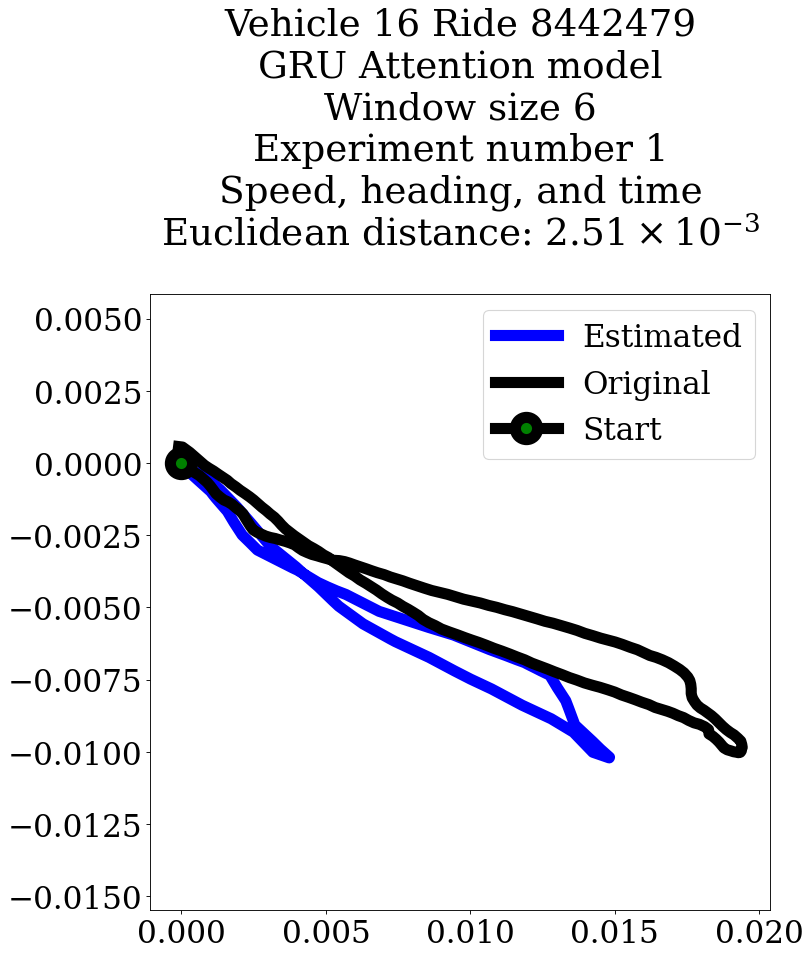 Vehicle 16 Ride 8442479
GRU Attention model
Window size 6
Experiment number 1
Speed, heading, and time
Euclidean distance: 2.51 × 10⁻³
Estimated
Original
Start
0.0050
0.0025
0.0000
−0.0025
−0.0050
−0.0075
−0.0100
−0.0125
−0.0150
0.000 0.005 0.010 0.015 0.020